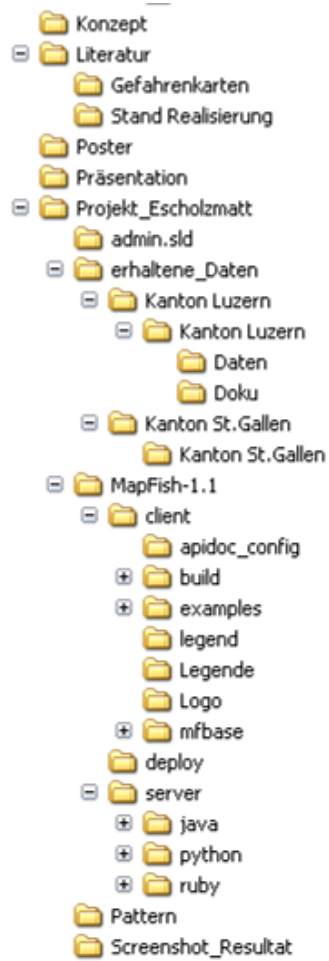 Konzept
Literatur
Gefahrenkarten
Stand Realisierung
Poster
Präsentation
Projekt_Escholzmatt
admin.sld
erhaltene_Daten
Kanton Luzern
Kanton Luzern
Daten
Doku
Kanton St.Gallen
Kanton St.Gallen
MapFish-1.1
client
apidoc_config
build
examples
legend
Legende
Logo
mfbase
deploy
server
java
python
ruby
Pattern
Screenshot_Resultat